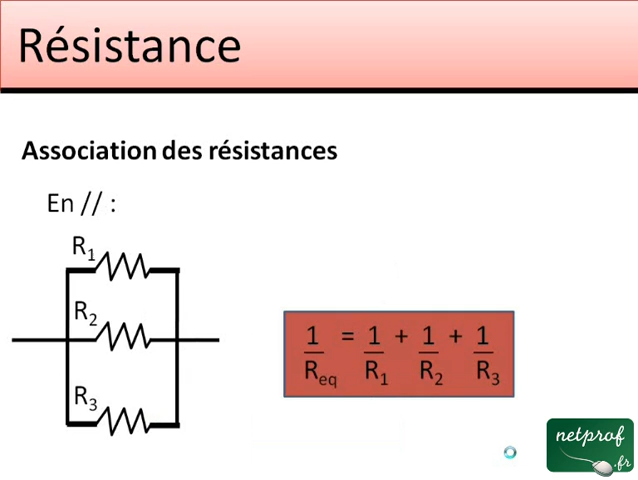 Résistance
Association des résistances
En // :
R1
R2
R3
1/Req = 1/R1 + 1/R2 + 1/R3
netprof
.fr